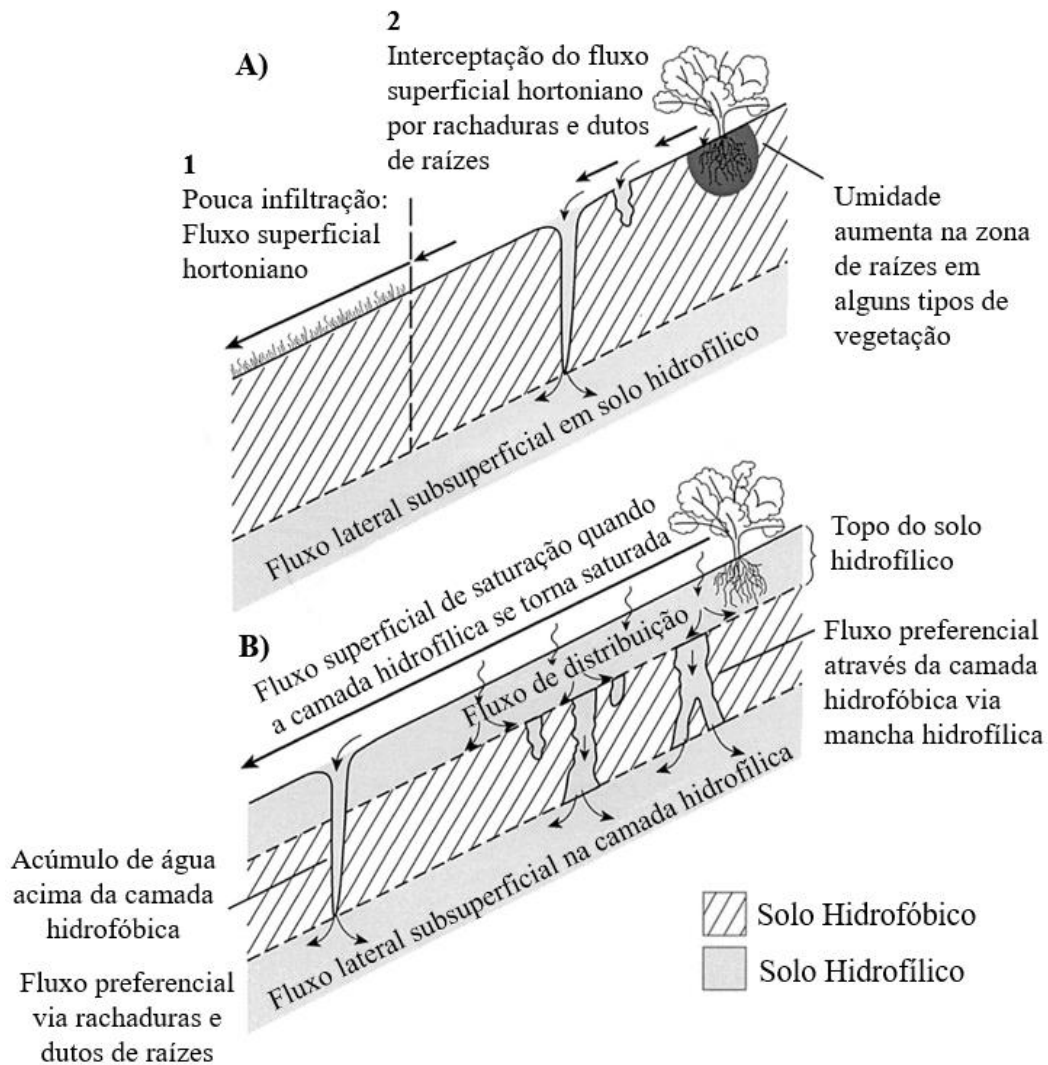 A)
2
Interceptação do fluxo
superficial hortoniano
por rachaduras e dutos
de raízes
1
Pouca infiltração:
Fluxo superficial
hortoniano
Umidade
aumenta na zona
de raízes em
alguns tipos de
vegetação
Fluxo lateral subsuperficial em solo hidrofílico
B)
Fluxo superficial de saturação quando
a camada hidrofílica se torna saturada
Topo do solo
hidrofílico
Fluxo de distribuição
Fluxo preferencial
através da camada
hidrofóbica via
mancha hidrofílica
Fluxo lateral subsuperficial na camada hidrofílica
Acúmulo de água
acima da camada
hidrofóbica
Fluxo preferencial
via rachaduras e
dutos de raízes
Solo Hidrofóbico
Solo Hidrofílico